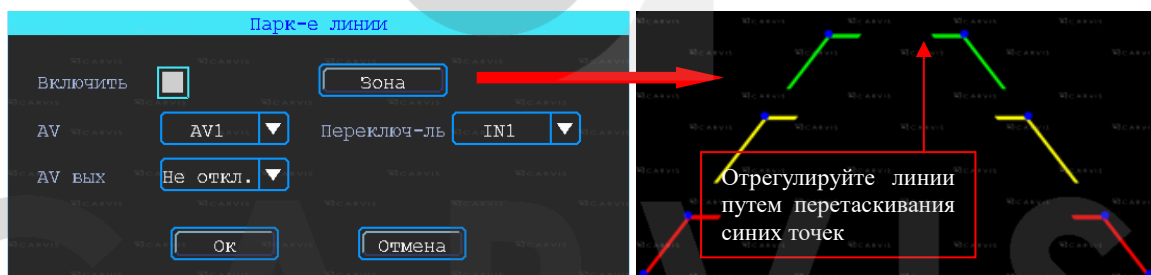 Парк-е линии
Включить
Зона
AV
AV1
Переключ-ль
IN1
AV вых
Не откл.
Ок
Отмена
Отрегулируйте линии
путем перетаскивания
синих точек
CARVIS